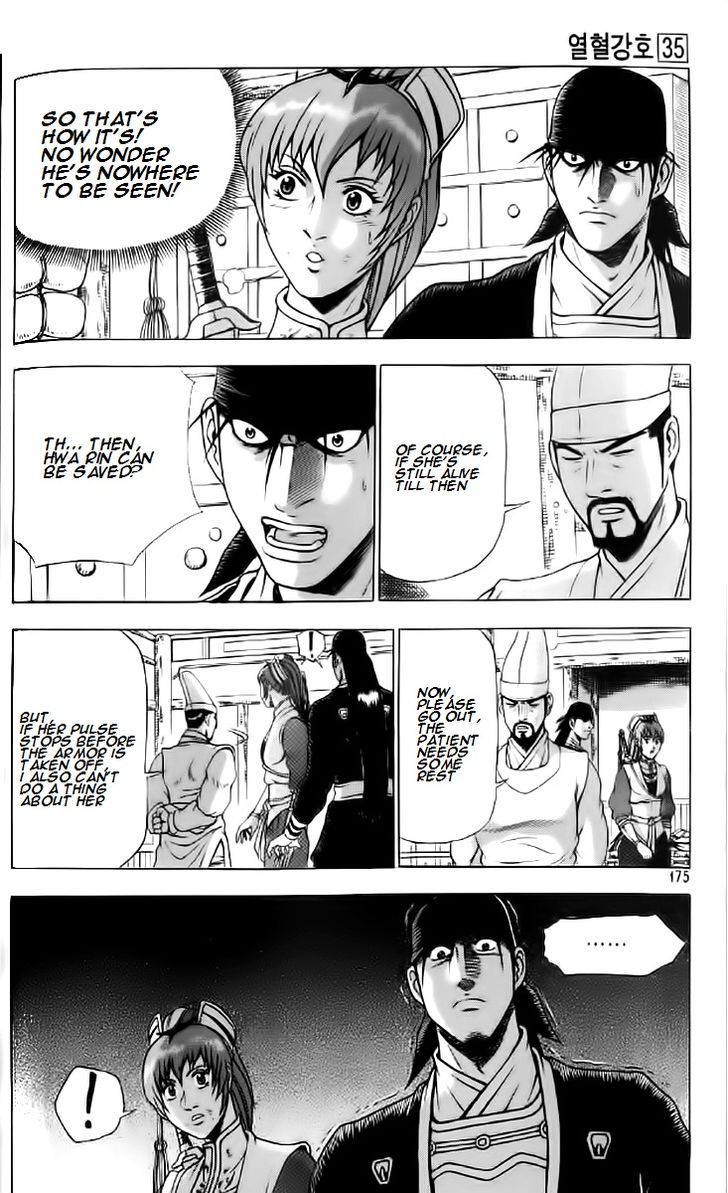 열혈강호 35
SO THAT'S
HOW IT'S!
NO WONDER
HE'S NOWHERE
TO BE SEEN!
TH... THEN,
HWA RIN CAN
BE SAVED?
OF COURSE,
IF SHE'S
STILL ALIVE
TILL THEN
BUT,
IF HER PULSE
STOPS BEFORE
THE ARMOR IS
TAKEN OFF,
I ALSO CAN'T
DO A THING
ABOUT HER
!
NOW,
PLEASE
GO OUT,
THE
PATIENT
NEEDS
SOME
REST
175
......
!